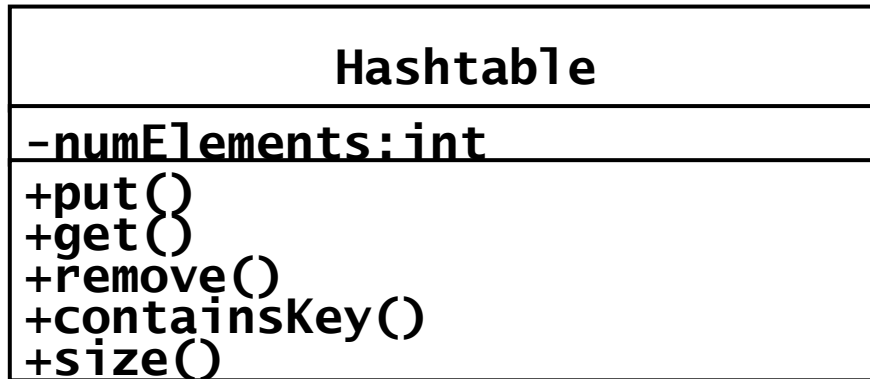 Hashtable
-numElements:int
+put()
+get()
+remove()
+containsKey()
+size()